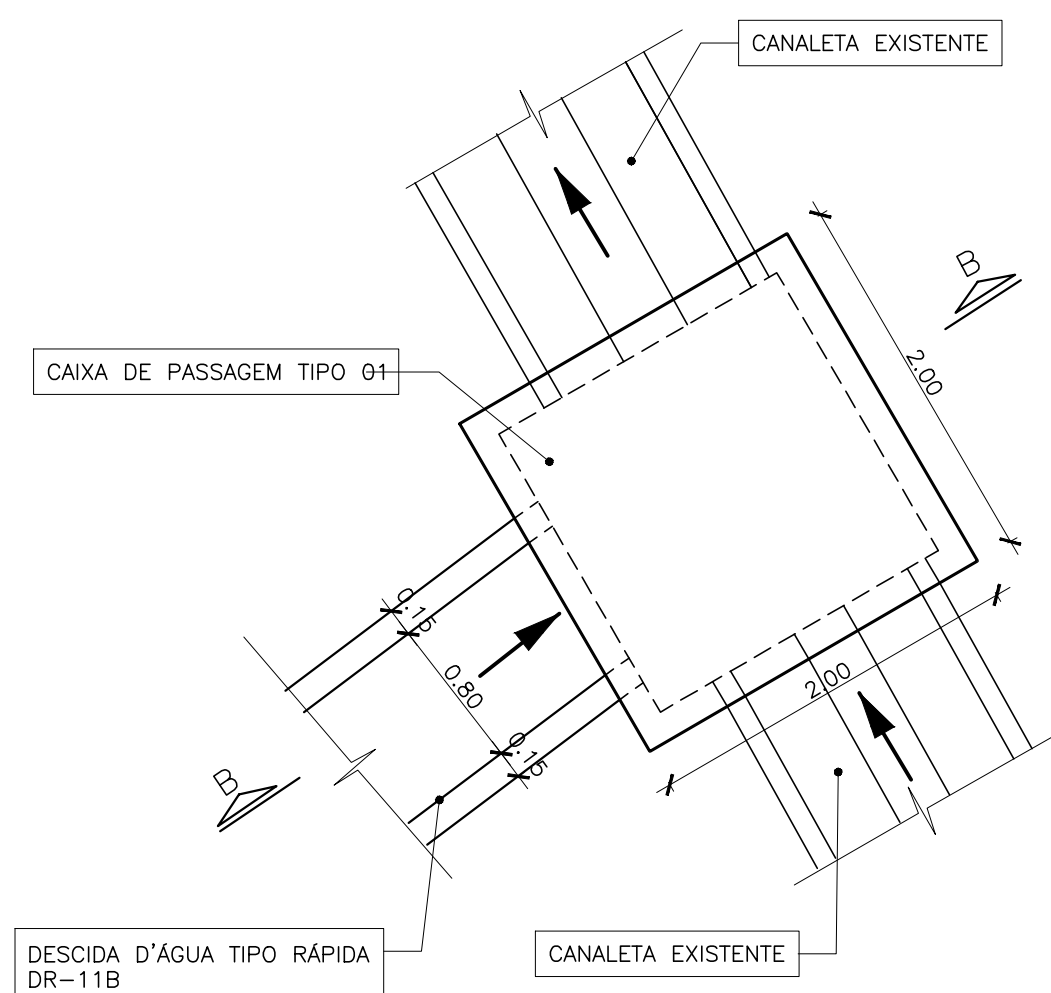 CANALETA EXISTENTE
B
2.00
CAIXA DE PASSAGEM TIPO 01
0.15
0.80
2.00
0.15
B
DESCIDA D'ÁGUA TIPO RÁPIDA
DR-11B
CANALETA EXISTENTE